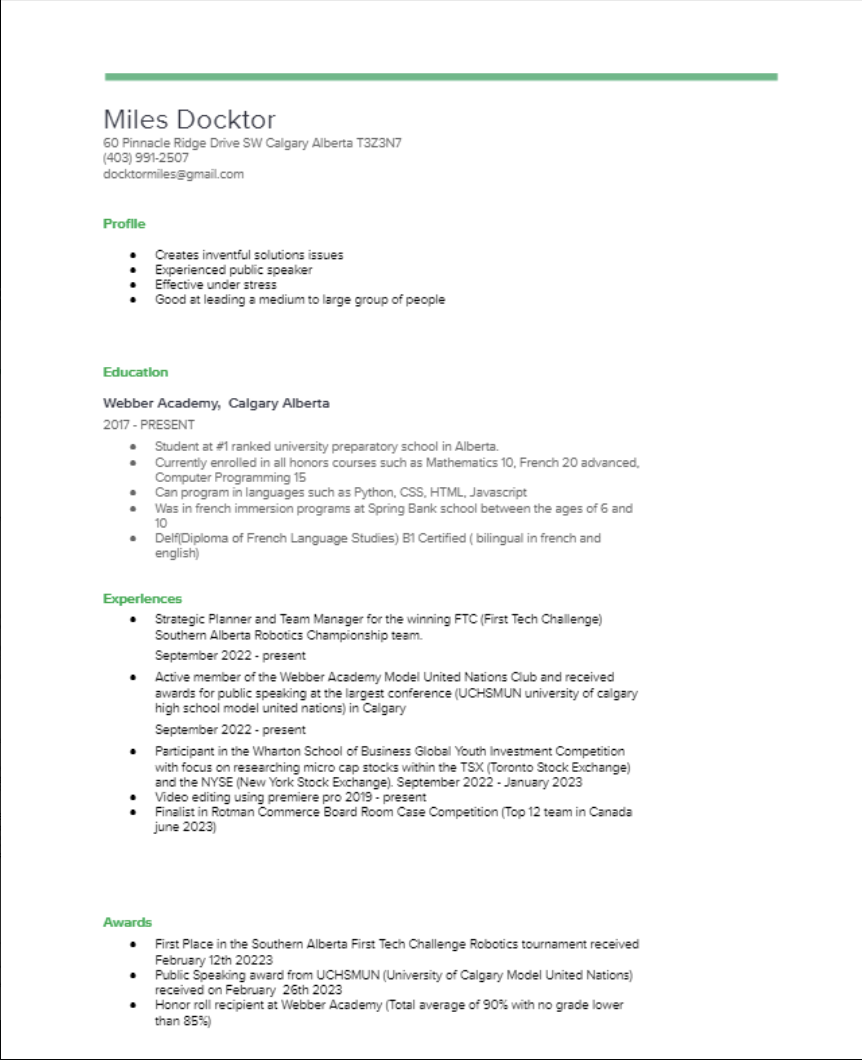 Miles Docktor
60 Pinnacle Ridge Drive SW Calgary Alberta T3Z3N7
(403) 991-2507
docktormiles@gmail.com
Profile
● Creates inventful solutions issues
● Experienced public speaker
● Effective under stress
● Good at leading a medium to large group of people
Education
Webber Academy,  Calgary Alberta
2017 - PRESENT
● Student at #1 ranked university preparatory school in Alberta.
● Currently enrolled in all honors courses such as Mathematics 10, French 20 advanced,
Computer Programming 15
● Can program in languages such as Python, CSS, HTML, Javascript
● Was in french immersion programs at Spring Bank school between the ages of 6 and
10
● Delf(Diploma of French Language Studies) B1 Certified ( bilingual in french and
english)
Experiences
● Strategic Planner and Team Manager for the winning FTC (First Tech Challenge)
Southern Alberta Robotics Championship team.
September 2022 - present
● Active member of the Webber Academy Model United Nations Club and received
awards for public speaking at the largest conference (UCHSMUN university of calgary
high school model united nations) in Calgary
September 2022 - present
● Participant in the Wharton School of Business Global Youth Investment Competition
with focus on researching micro cap stocks within the TSX (Toronto Stock Exchange)
and the NYSE (New York Stock Exchange). September 2022 - January 2023
● Video editing using premiere pro 2019 - present
● Finalist in Rotman Commerce Board Room Case Competition (Top 12 team in Canada
june 2023)
Awards
● First Place in the Southern Alberta First Tech Challenge Robotics tournament received
February 12th 20223
● Public Speaking award from UCHSMUN (University of Calgary Model United Nations)
received on February  26th 2023
● Honor roll recipient at Webber Academy (Total average of 90% with no grade lower
than 85%)